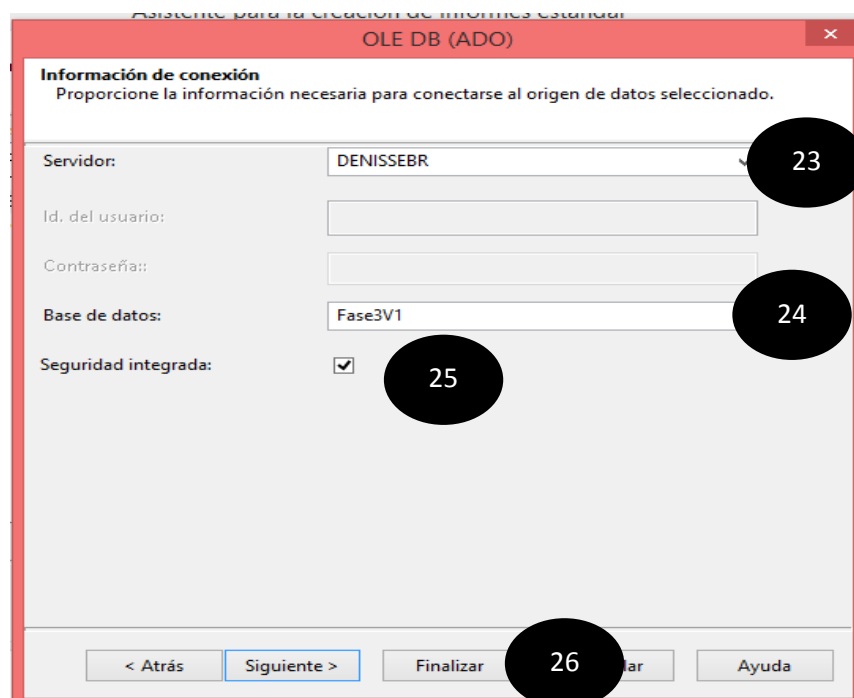 Asistente para la creación de informes estándar
OLE DB (ADO)
Información de conexión
Proporcione la información necesaria para conectarse al origen de datos seleccionado.
Servidor: DENISSEBR 23
Id. del usuario:
Contraseña::
Base de datos: Fase3V1 24
Seguridad integrada: 25
< Atrás Siguiente > Finalizar 26 Ayuda